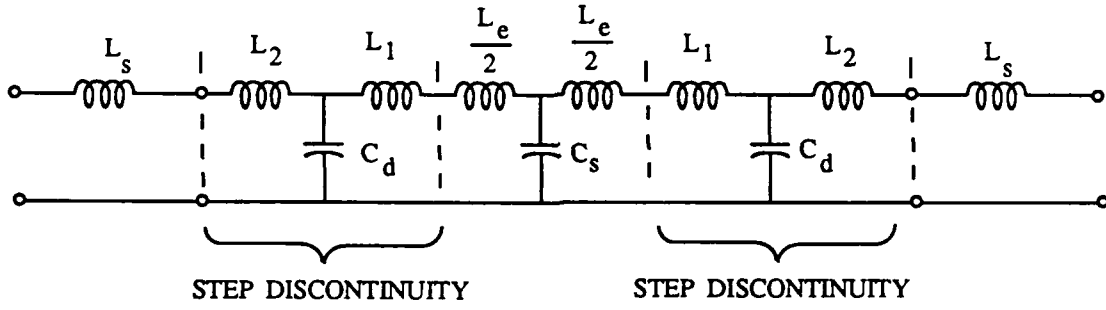 L_s L_2 L_1 L_e/2 L_e/2 L_1 L_2 L_s
C_d C_s C_d
STEP DISCONTINUITY STEP DISCONTINUITY